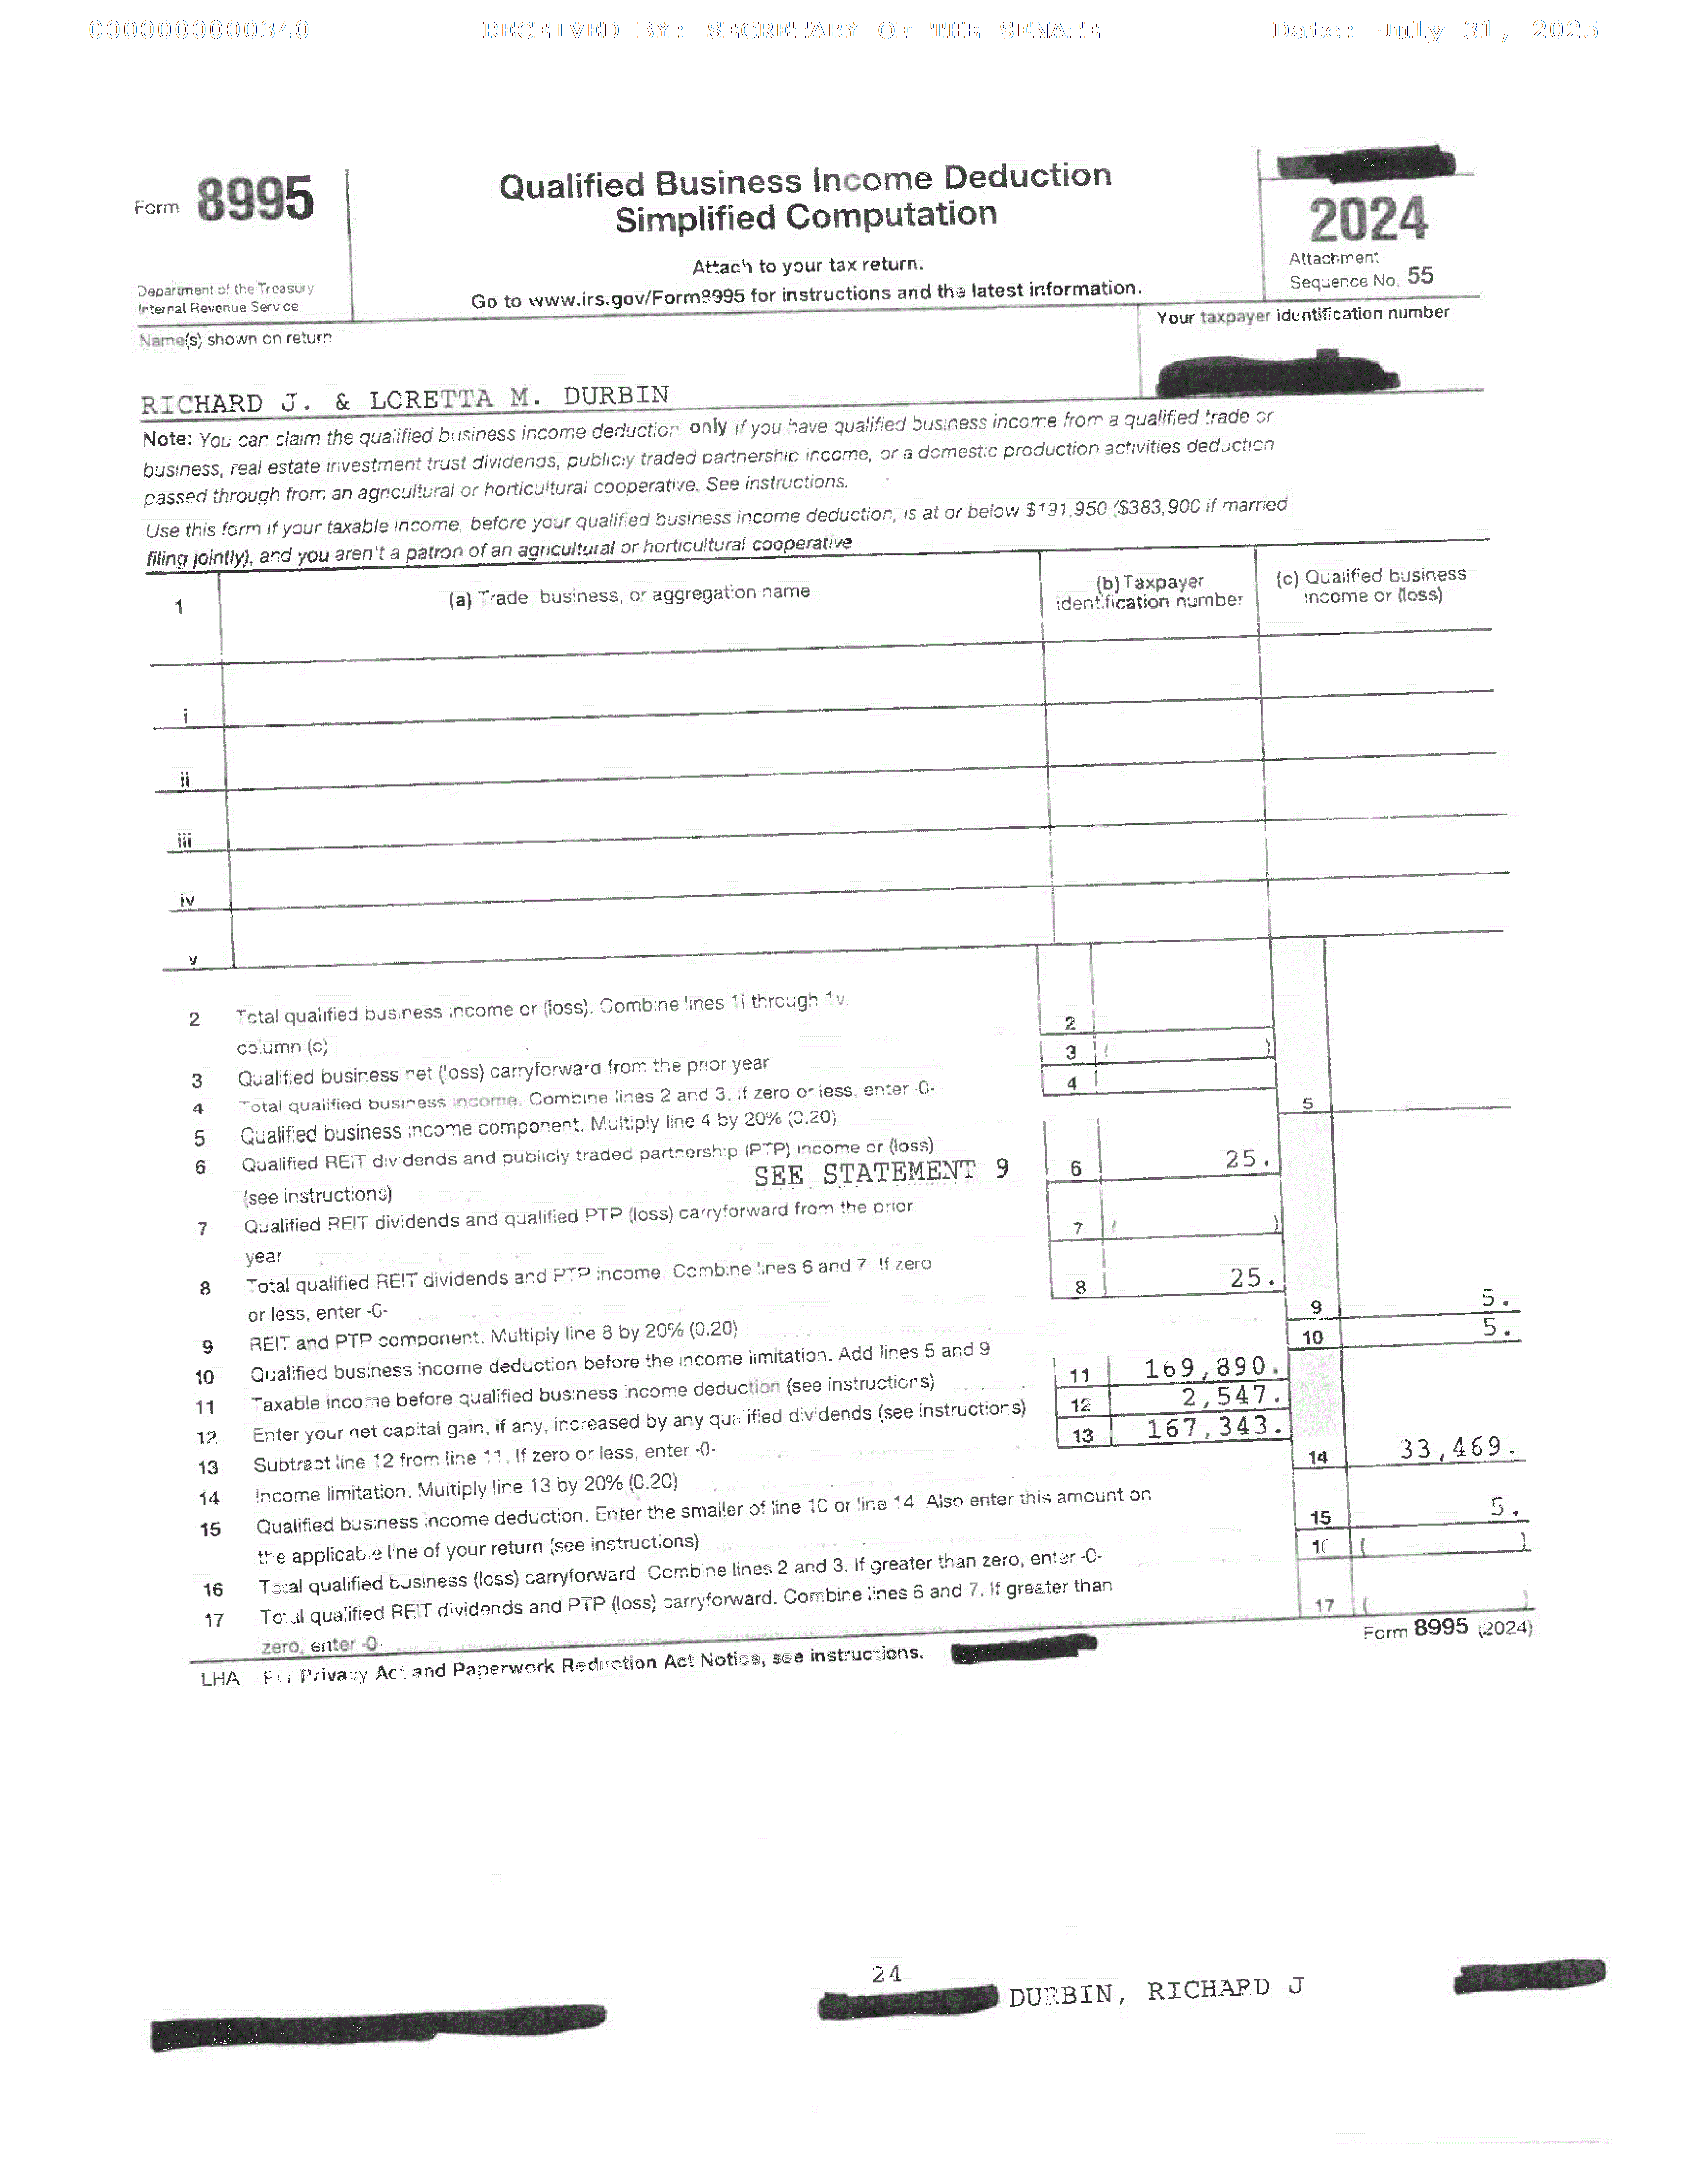 0000000000340 RECEIVED BY: SECRETARY OF THE SENATE Date: July 31, 2025
Form 8995
Qualified Business Income Deduction
Simplified Computation
Attach to your tax return.
Go to www.irs.gov/Form8995 for instructions and the latest information.
Department of the Treasury
Internal Revenue Service
2024
Attachment
Sequence No. 55
Name(s) shown on return
Your taxpayer identification number
RICHARD J. & LORETTA M. DURBIN
Note: You can claim the qualified business income deduction only if you have qualified business income from a qualified trade or
business, real estate investment trust dividends, publicly traded partnership income, or a domestic production activities deduction
passed through from an agricultural or horticultural cooperative. See instructions.
Use this form if your taxable income, before your qualified business income deduction, is at or below $191,950 ($383,900 if married
filing jointly), and you aren't a patron of an agricultural or horticultural cooperative
1 (a) Trade business, or aggregation name (b) Taxpayer identification number (c) Qualified business income or (loss)
i
ii
iii
iv
v
2 Total qualified business income or (loss). Combine lines 1i through 1v,
column (c) 2
3 Qualified business net (loss) carryforward from the prior year 3 ( )
4 Total qualified business income. Combine lines 2 and 3. If zero or less, enter -0- 4
5 Qualified business income component. Multiply line 4 by 20% (0.20) 5
6 Qualified REIT dividends and publicly traded partnership (PTP) income or (loss)
(see instructions) SEE STATEMENT 9 6 25.
7 Qualified REIT dividends and qualified PTP (loss) carryforward from the prior
year 7 ( )
8 Total qualified REIT dividends and PTP income. Combine lines 6 and 7. If zero
or less, enter -0- 8 25.
9 REIT and PTP component. Multiply line 8 by 20% (0.20) 9 5.
10 Qualified business income deduction before the income limitation. Add lines 5 and 9 10 5.
11 Taxable income before qualified business income deduction (see instructions) 11 169,890.
12 Enter your net capital gain, if any, increased by any qualified dividends (see instructions) 12 2,547.
13 Subtract line 12 from line 11. If zero or less, enter -0- 13 167,343.
14 Income limitation. Multiply line 13 by 20% (0.20) 14 33,469.
15 Qualified business income deduction. Enter the smaller of line 10 or line 14 Also enter this amount on
the applicable line of your return (see instructions) 15 5.
16 Total qualified business (loss) carryforward Combine lines 2 and 3. If greater than zero, enter -0- 16 ( )
17 Total qualified REIT dividends and PTP (loss) carryforward. Combine lines 6 and 7. If greater than
zero, enter -0- 17 ( )
LHA For Privacy Act and Paperwork Reduction Act Notice, see instructions. Form 8995 (2024)
24
DURBIN, RICHARD J